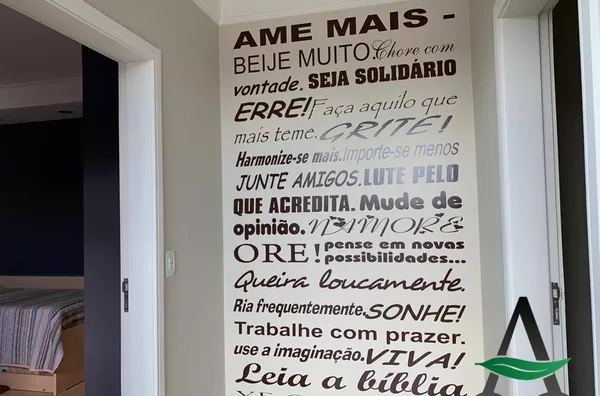 AME MAIS -
BEIJE MUITO. Chore com
vontade. SEJA SOLIDÁRIO
ERRE! Faça aquilo que
mais teme. GRITE!
Harmonize-se mais. Importe-se menos
JUNTE AMIGOS. LUTE PELO
QUE ACREDITA. Mude de
opinião. NAMORE
ORE! pense em novas
possibilidades...
Queira loucamente.
Ria frequentemente. SONHE!
Trabalhe com prazer.
use a imaginação. VIVA!
Leia a bíblia